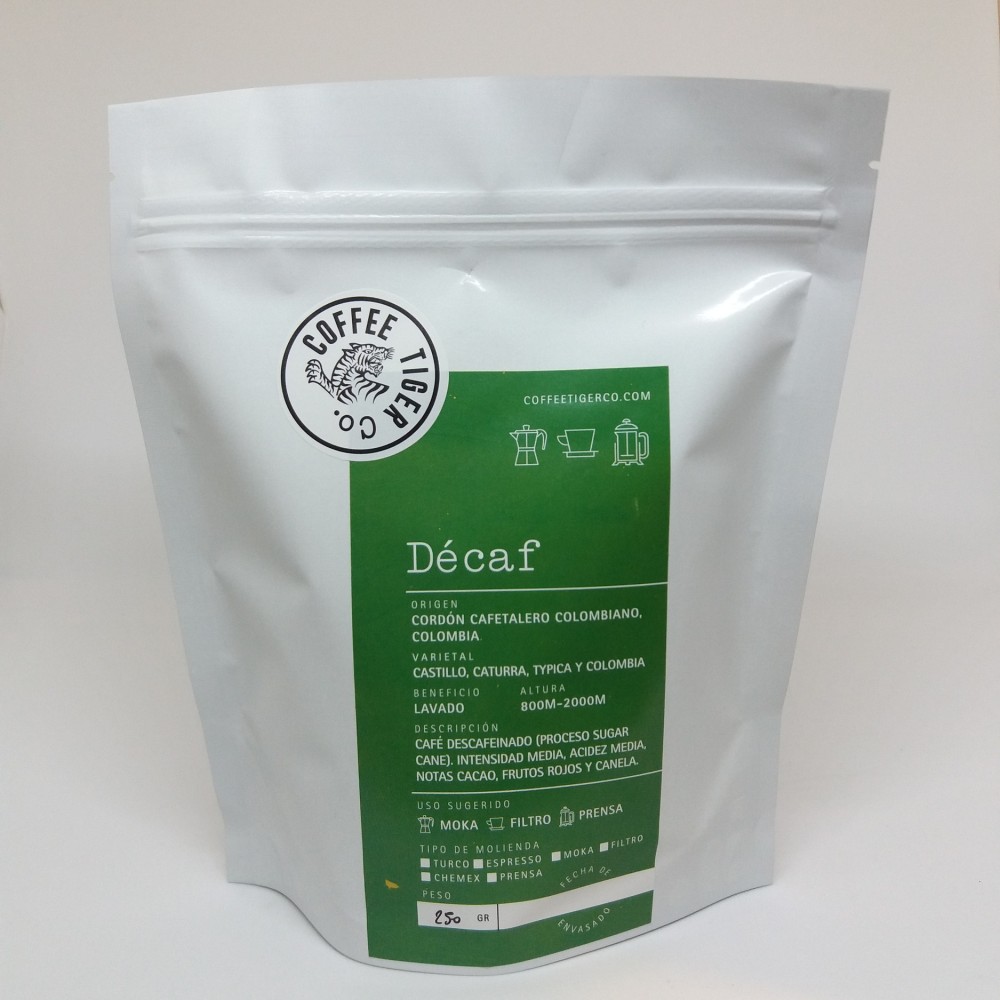 COFFEE TIGER Co.
COFFEETIGERCO.COM
Décaf
ORIGEN
CORDÓN CAFETALERO COLOMBIANO,
COLOMBIA
VARIETAL
CASTILLO, CATURRA, TYPICA Y COLOMBIA
BENEFICIO ALTURA
LAVADO 800M-2000M
DESCRIPCIÓN
CAFÉ DESCAFEINADO (PROCESO SUGAR
CANE). INTENSIDAD MEDIA, ACIDEZ MEDIA,
NOTAS CACAO, FRUTOS ROJOS Y CANELA.
USO SUGERIDO
MOKA FILTRO PRENSA
TIPO DE MOLIENDA
TURCO ESPRESSO MOKA FILTRO
CHEMEX PRENSA
PESO
250 GR
FECHA DE
ENVASADO